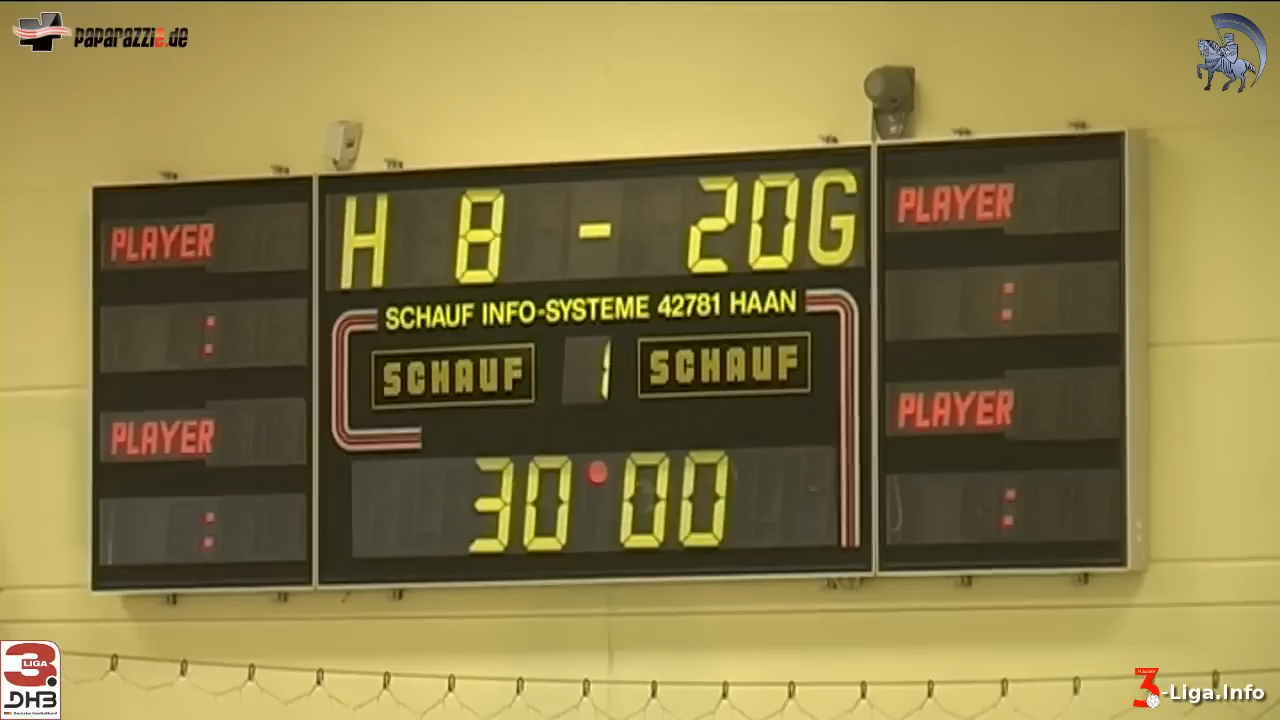 paparazzie.de
PLAYER
H 8 - 20G
PLAYER
SCHAUF INFO-SYSTEME 42781 HAAN
:
:
SCHAUF 1 SCHAUF
PLAYER
PLAYER
30 00
:
:
3. LIGA
DHB
3-Liga.Info